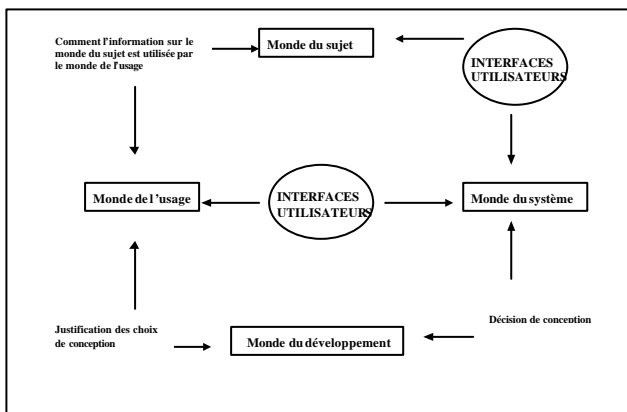 Comment l'information sur le
monde du sujet est utilisée par
le monde de l'usage
Monde du sujet
INTERFACES
UTILISATEURS
Monde de l'usage
INTERFACES
UTILISATEURS
Monde du système
Justification des choix
de conception
Monde du développement
Décision de conception